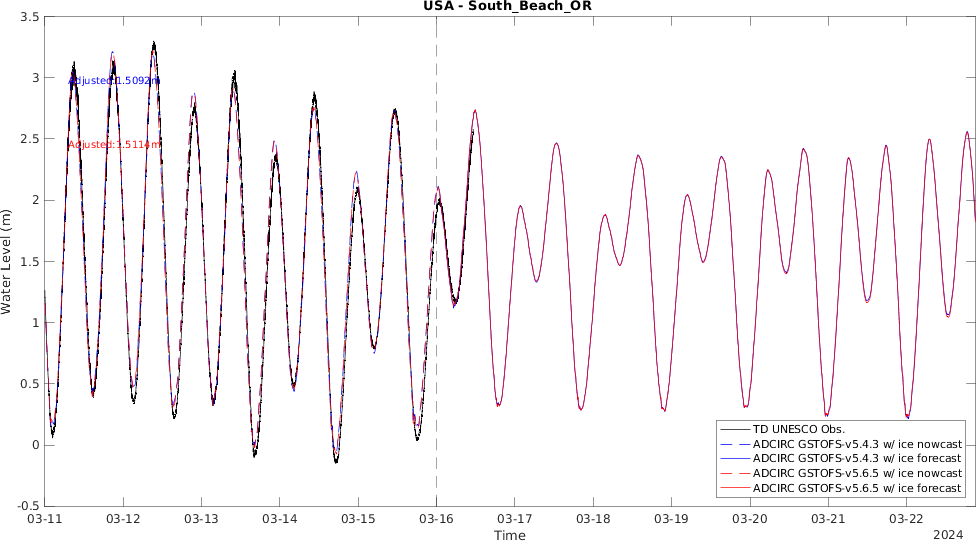 USA - South_Beach_OR
3.5
3
2.5
2
1.5
1
0.5
0
-0.5
Water Level (m)
Adjusted:1.5092m
Adjusted:1.5114m
TD UNESCO Obs.
ADCIRC GSTOFS-v5.4.3 w/ ice nowcast
ADCIRC GSTOFS-v5.4.3 w/ ice forecast
ADCIRC GSTOFS-v5.6.5 w/ ice nowcast
ADCIRC GSTOFS-v5.6.5 w/ ice forecast
03-11 03-12 03-13 03-14 03-15 03-16 03-17 03-18 03-19 03-20 03-21 03-22
Time
2024